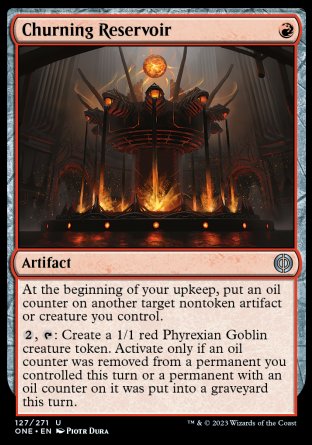 Churning Reservoir
Artifact
At the beginning of your upkeep, put an oil
counter on another target nontoken artifact
or creature you control.
2, : Create a 1/1 red Phyrexian Goblin
creature token. Activate only if an oil
counter was removed from a permanent you
controlled this turn or a permanent with an
oil counter on it was put into a graveyard
this turn.
127/271 U
ONE • EN Piotr Dura
™ & © 2023 Wizards of the Coast